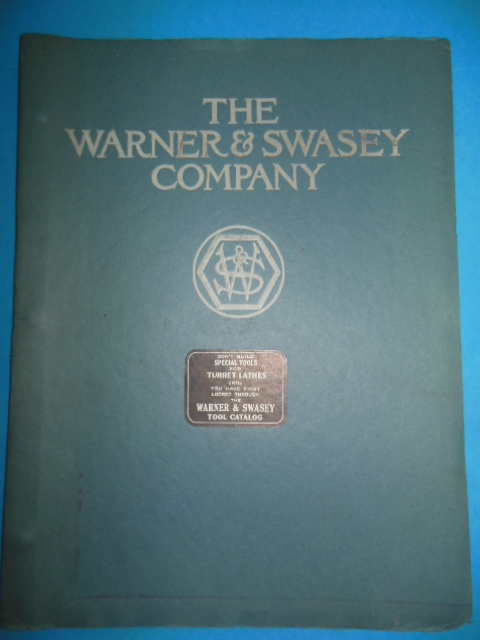 THE
WARNER & SWASEY
COMPANY
W&S
DON'T BUILD
SPECIAL TOOLS
FOR
TURRET LATHES
UNTIL
YOU HAVE FIRST
LOOKED THROUGH
THE
WARNER & SWASEY
TOOL CATALOG